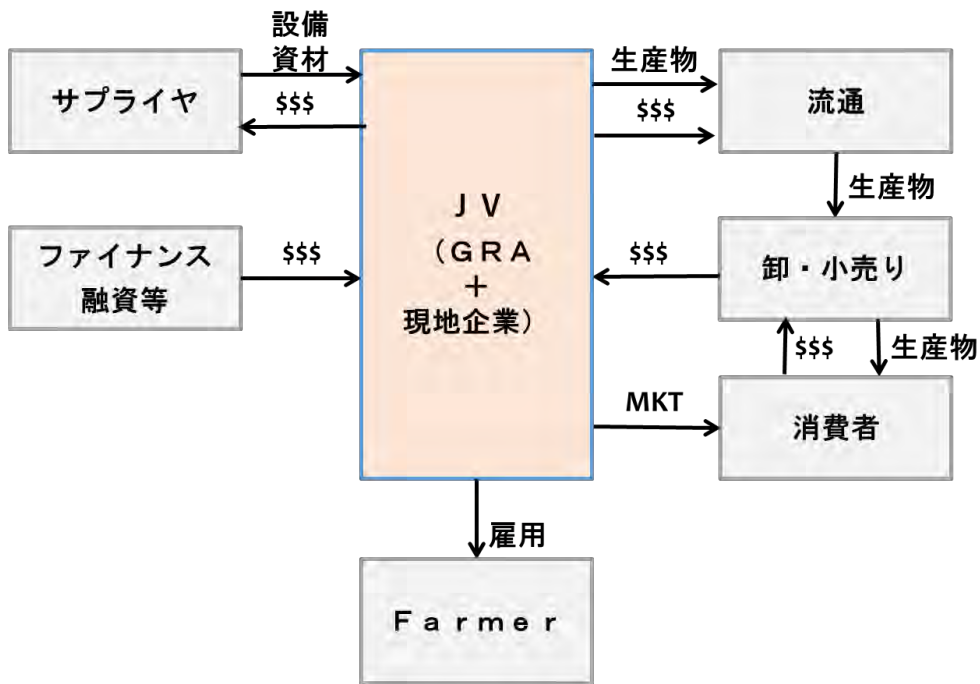 設備
資材
サプライヤ
$$$
ファイナンス
融資等
$$$
ＪＶ
（ＧＲＡ
＋
現地企業）
生産物
$$$
流通
生産物
$$$
卸・小売り
$$$
生産物
MKT
消費者
雇用
Ｆａｒｍｅｒ